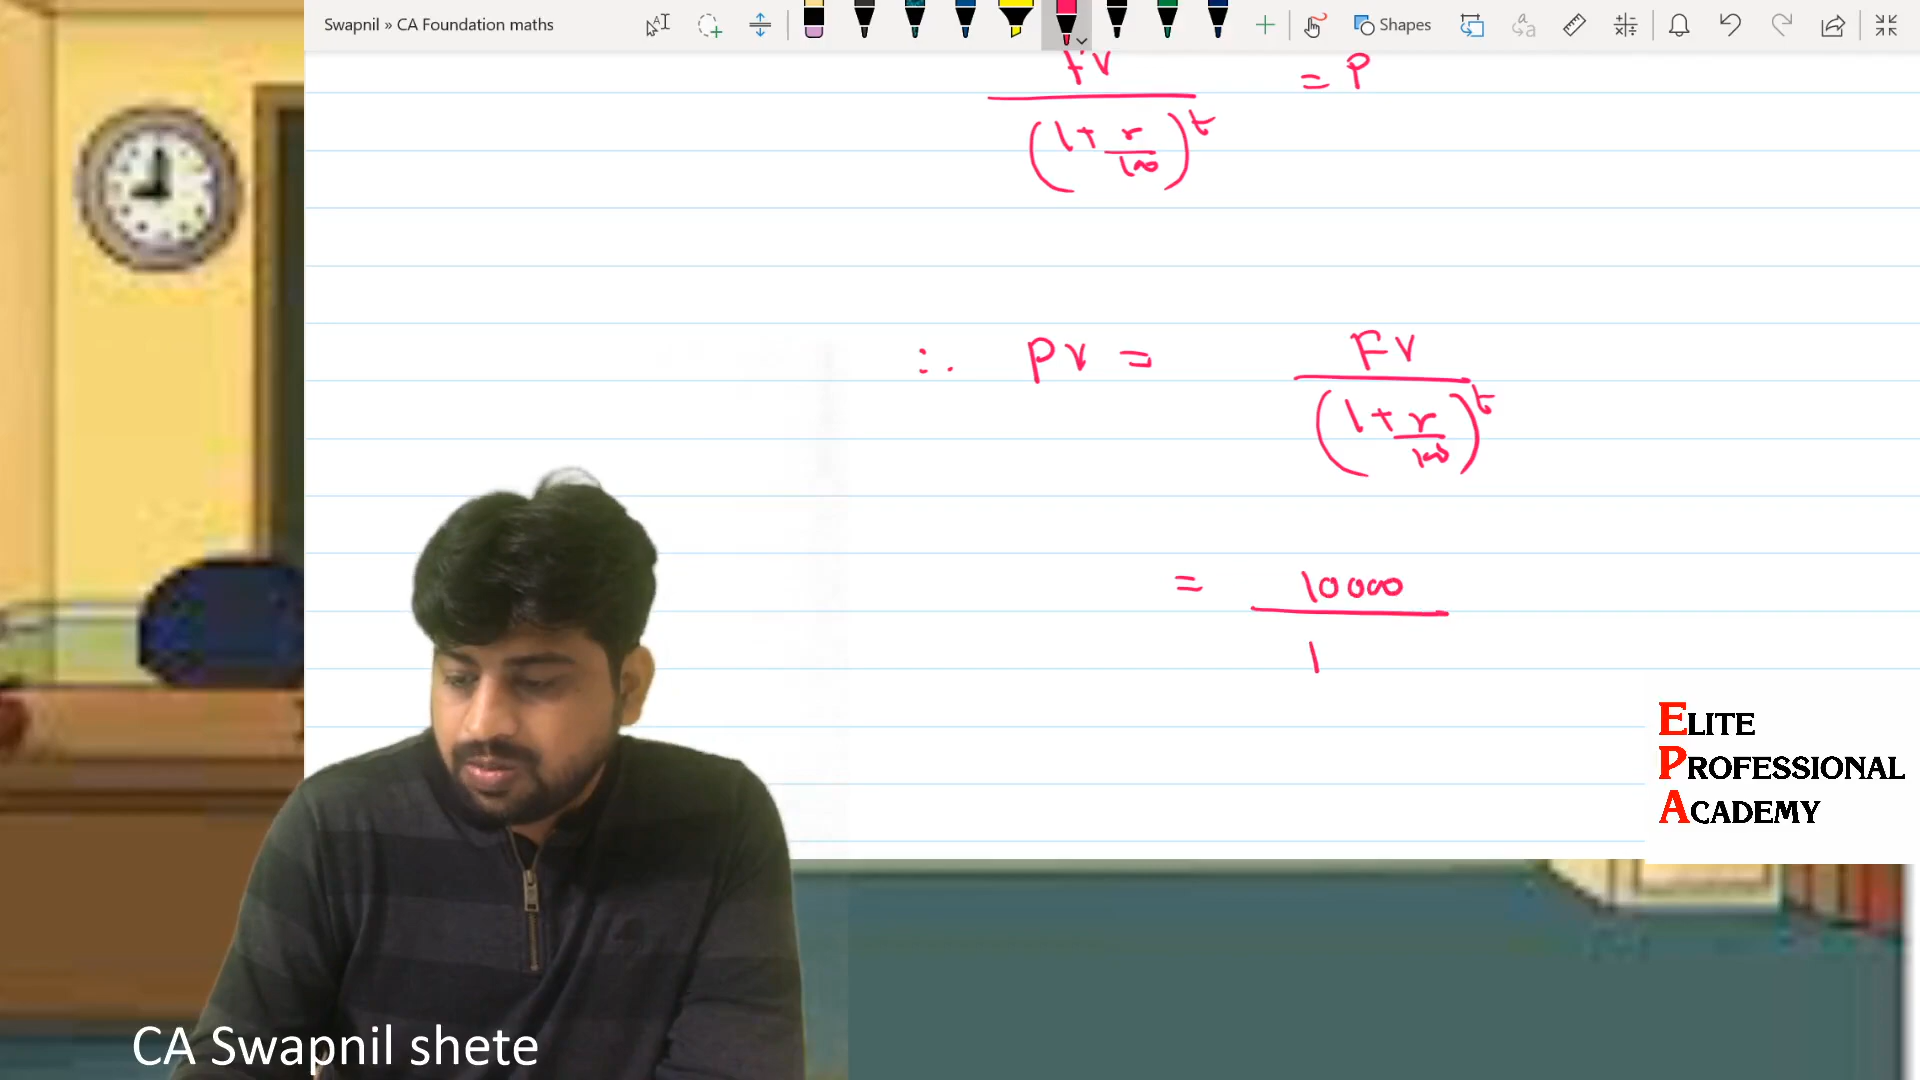 Swapnil » CA Foundation maths
Shapes
FV
= P
(1+ r/100)^t
∴ PV = FV
(1+ r/100)^t
= 10000
1
ELITE
PROFESSIONAL
ACADEMY
CA Swapnil shete